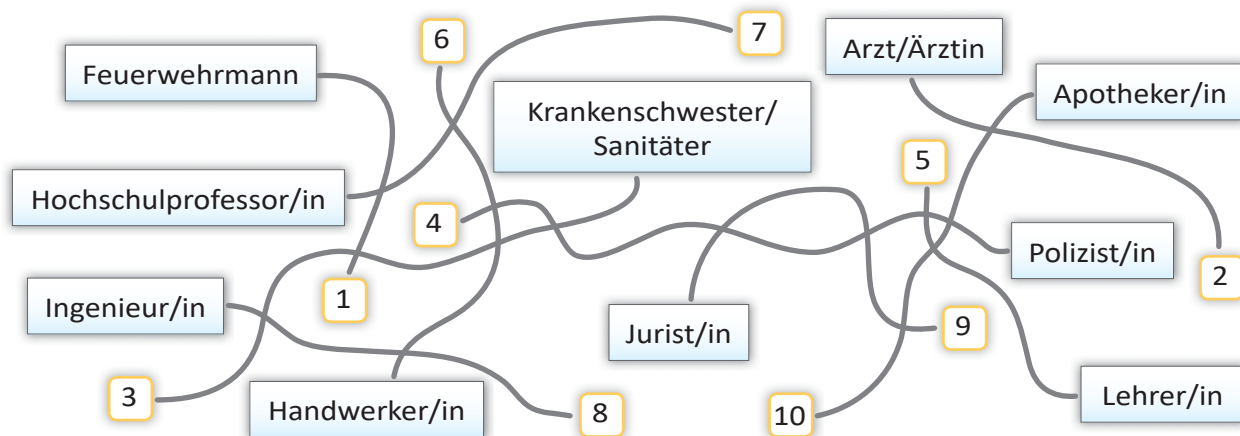 6
7
Arzt/Ärztin
Feuerwehrmann
Apotheker/in
Krankenschwester/
Sanitäter
5
Hochschulprofessor/in
4
Polizist/in
2
1
Ingenieur/in
9
Jurist/in
3
Handwerker/in
8
10
Lehrer/in